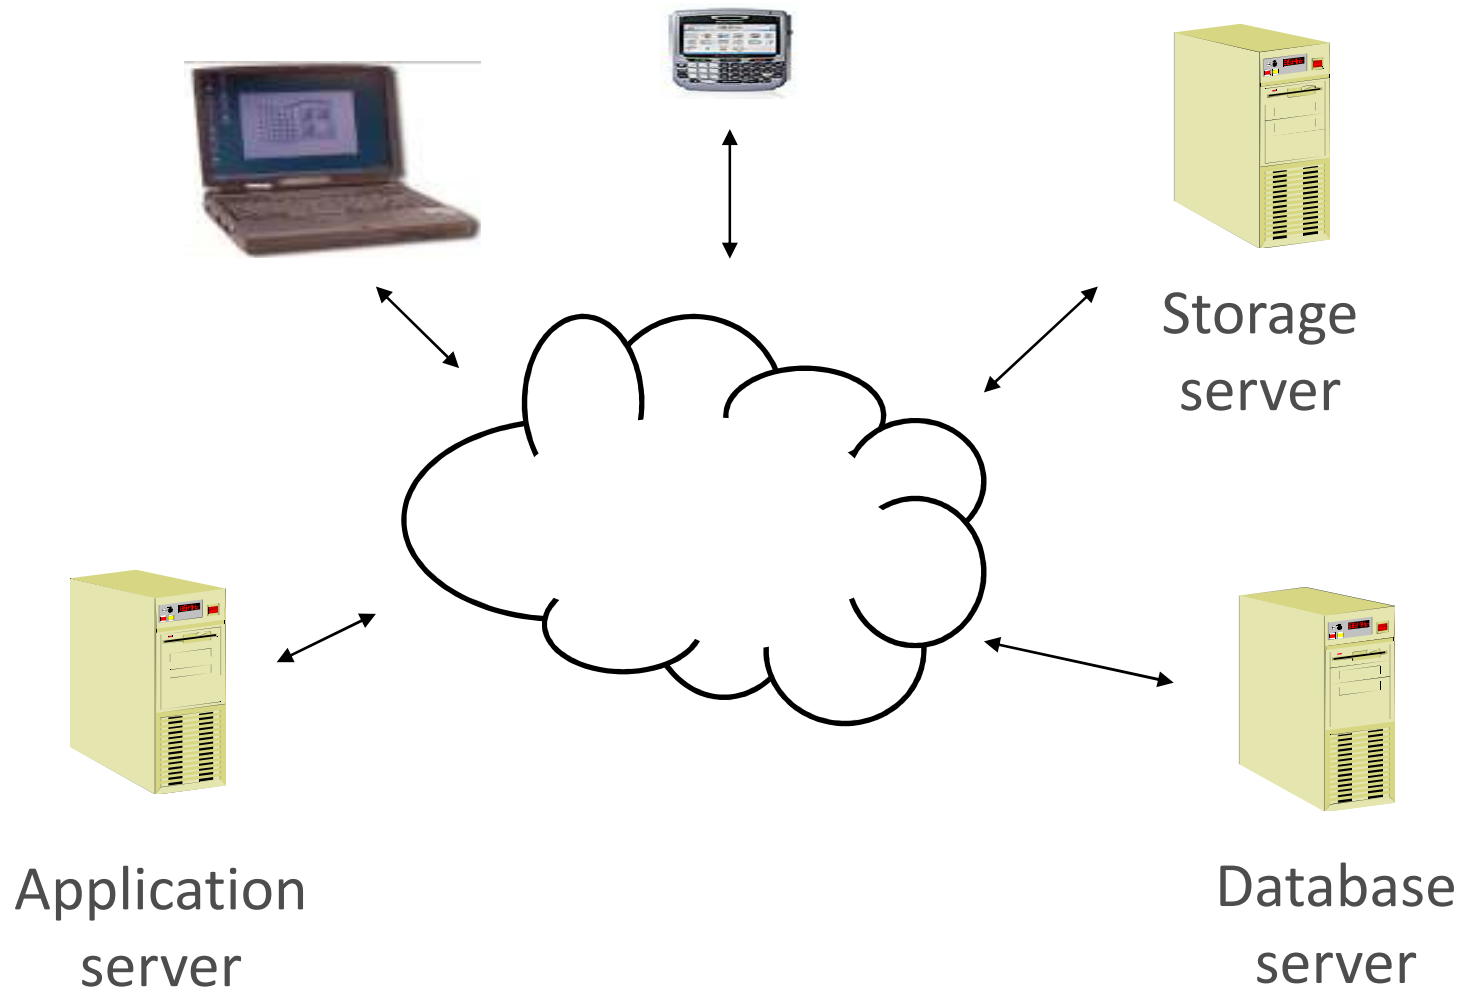 Storage
server
Application
server
Database
server